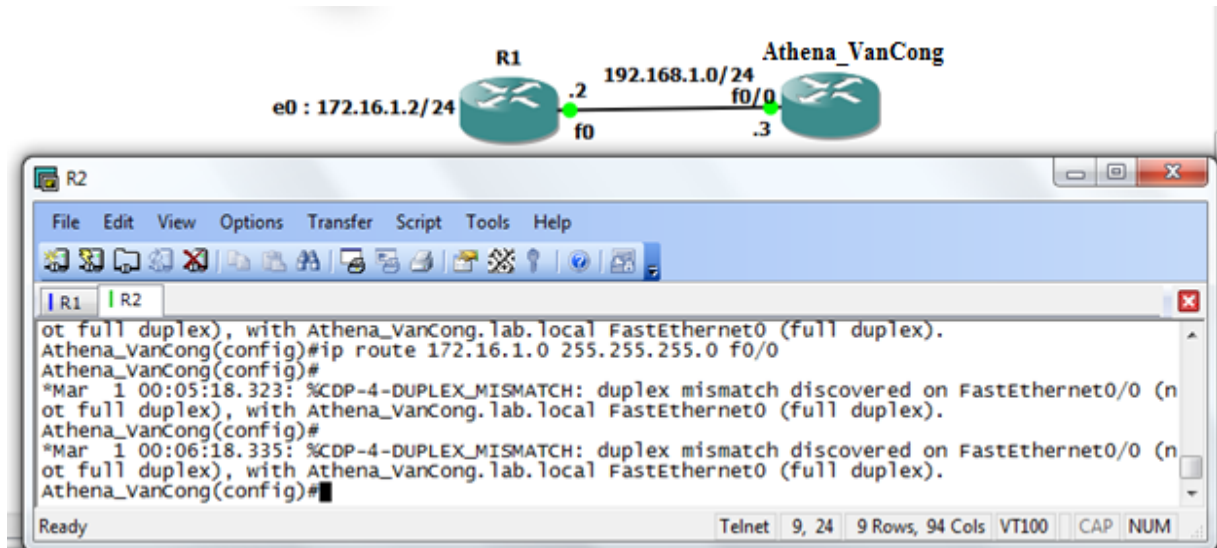 R1
Athena_VanCong
192.168.1.0/24
.2
f0/0
e0 : 172.16.1.2/24
f0
.3
R2
File Edit View Options Transfer Script Tools Help
R1 R2
ot full duplex), with Athena_VanCong.lab.local FastEthernet0 (full duplex).
Athena_VanCong(config)#ip route 172.16.1.0 255.255.255.0 f0/0
Athena_VanCong(config)#
*Mar 1 00:05:18.323: %CDP-4-DUPLEX_MISMATCH: duplex mismatch discovered on FastEthernet0/0 (n
ot full duplex), with Athena_VanCong.lab.local FastEthernet0 (full duplex).
Athena_VanCong(config)#
*Mar 1 00:06:18.335: %CDP-4-DUPLEX_MISMATCH: duplex mismatch discovered on FastEthernet0/0 (n
ot full duplex), with Athena_VanCong.lab.local FastEthernet0 (full duplex).
Athena_VanCong(config)#
Ready Telnet 9, 24 9 Rows, 94 Cols VT100 CAP NUM